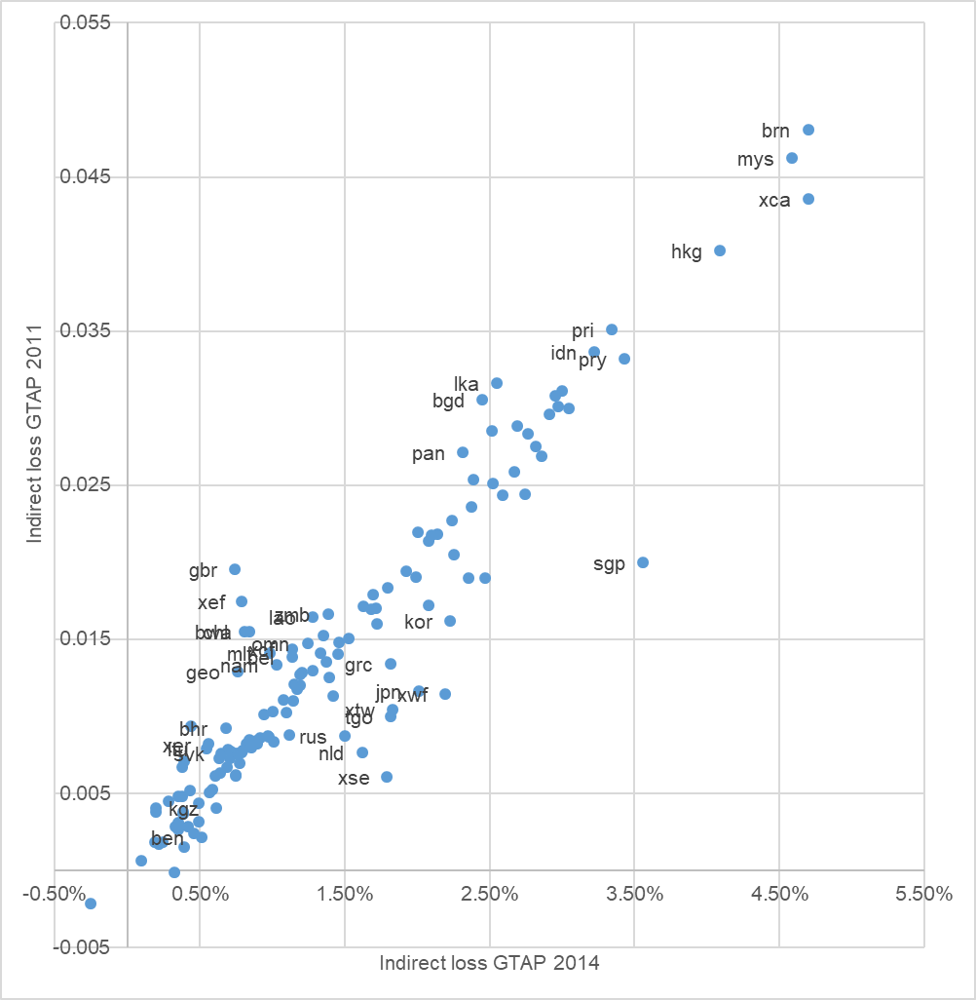 0.055
brn
mys
0.045
xca
hkg
0.035
pri
idn
pry
lka
bgd
pan
0.025
gbr
sgp
xef
zmb
lao
kor
0.015
omn
xcf
mlt
bel
nam
geo
grc
jpn
xwf
xtw
tgo
bhr
rus
xer
nld
svk
xse
0.005
kgz
ben
-0.50%
0.50%
1.50%
2.50%
3.50%
4.50%
5.50%
-0.005
Indirect loss GTAP 2014
Indirect loss GTAP 2011